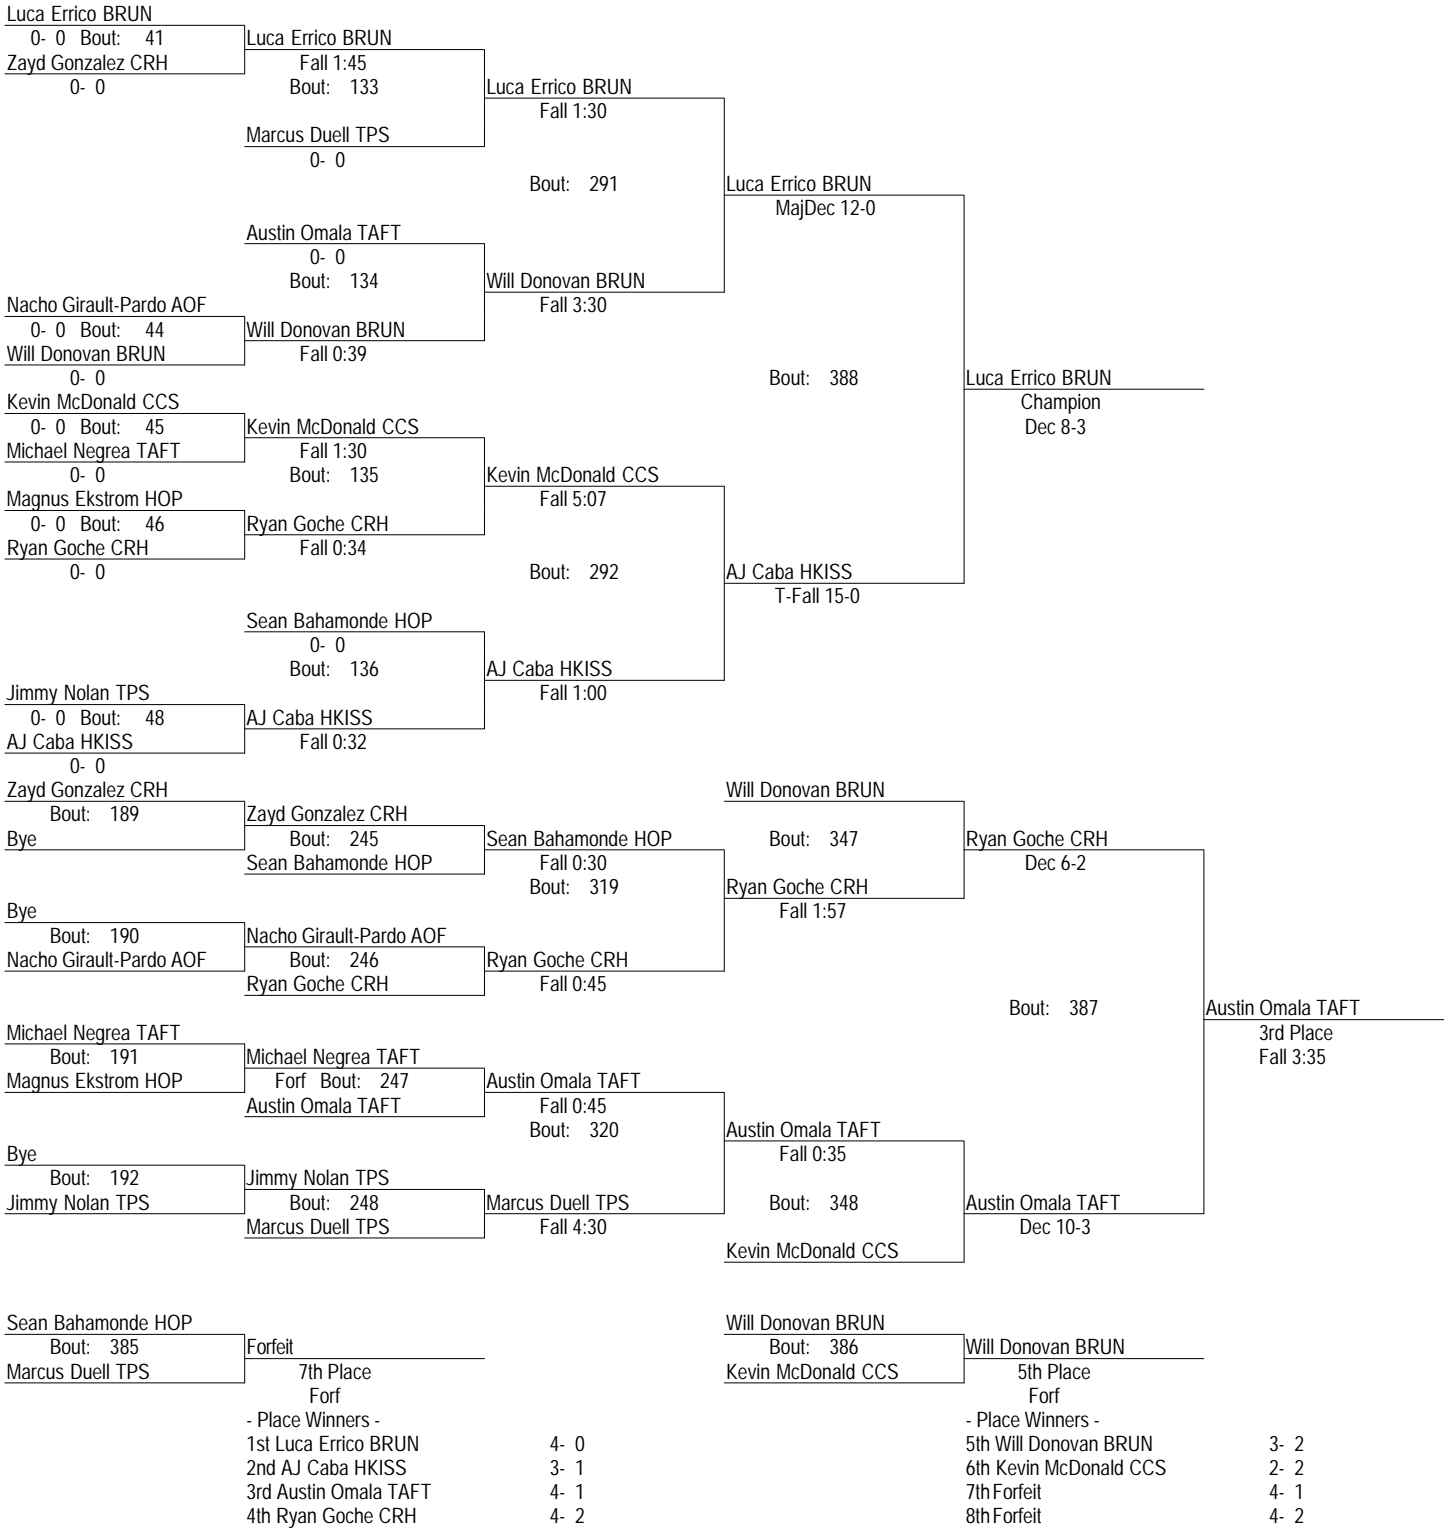 Luca Errico BRUN
0- 0 Bout: 41 Luca Errico BRUN
Zayd Gonzalez CRH Fall 1:45
0- 0 Bout: 133 Luca Errico BRUN
Fall 1:30
Marcus Duell TPS
0- 0
Bout: 291 Luca Errico BRUN
MajDec 12-0
Austin Omala TAFT
0- 0
Bout: 134 Will Donovan BRUN
Nacho Girault-Pardo AOF Fall 3:30
0- 0 Bout: 44 Will Donovan BRUN
Will Donovan BRUN Fall 0:39
0- 0 Bout: 388 Luca Errico BRUN
Kevin McDonald CCS Champion
0- 0 Bout: 45 Kevin McDonald CCS Dec 8-3
Michael Negrea TAFT Fall 1:30
0- 0 Bout: 135 Kevin McDonald CCS
Magnus Ekstrom HOP Fall 5:07
0- 0 Bout: 46 Ryan Goche CRH
Ryan Goche CRH Fall 0:34
0- 0 Bout: 292 AJ Caba HKISS
T-Fall 15-0
Sean Bahamonde HOP
0- 0
Bout: 136 AJ Caba HKISS
Jimmy Nolan TPS Fall 1:00
0- 0 Bout: 48 AJ Caba HKISS
AJ Caba HKISS Fall 0:32
0- 0
Zayd Gonzalez CRH Will Donovan BRUN
Bout: 189 Zayd Gonzalez CRH
Bye Bout: 245 Sean Bahamonde HOP Bout: 347 Ryan Goche CRH
Sean Bahamonde HOP Fall 0:30 Dec 6-2
Bout: 319 Ryan Goche CRH
Bye Fall 1:57
Bout: 190 Nacho Girault-Pardo AOF
Nacho Girault-Pardo AOF Bout: 246 Ryan Goche CRH
Ryan Goche CRH Fall 0:45
Bout: 387 Austin Omala TAFT
Michael Negrea TAFT 3rd Place
Bout: 191 Michael Negrea TAFT Fall 3:35
Magnus Ekstrom HOP Forf Bout: 247 Austin Omala TAFT
Austin Omala TAFT Fall 0:45
Bout: 320 Austin Omala TAFT
Bye Fall 0:35
Bout: 192 Jimmy Nolan TPS
Jimmy Nolan TPS Bout: 248 Marcus Duell TPS Bout: 348 Austin Omala TAFT
Marcus Duell TPS Fall 4:30 Dec 10-3
Kevin McDonald CCS
Sean Bahamonde HOP Will Donovan BRUN
Bout: 385 Forfeit Bout: 386 Will Donovan BRUN
Marcus Duell TPS 7th Place Kevin McDonald CCS 5th Place
Forf Forf
- Place Winners - - Place Winners -
1st Luca Errico BRUN 4- 0 5th Will Donovan BRUN 3- 2
2nd AJ Caba HKISS 3- 1 6th Kevin McDonald CCS 2- 2
3rd Austin Omala TAFT 4- 1 7th Forfeit 4- 1
4th Ryan Goche CRH 4- 2 8th Forfeit 4- 2